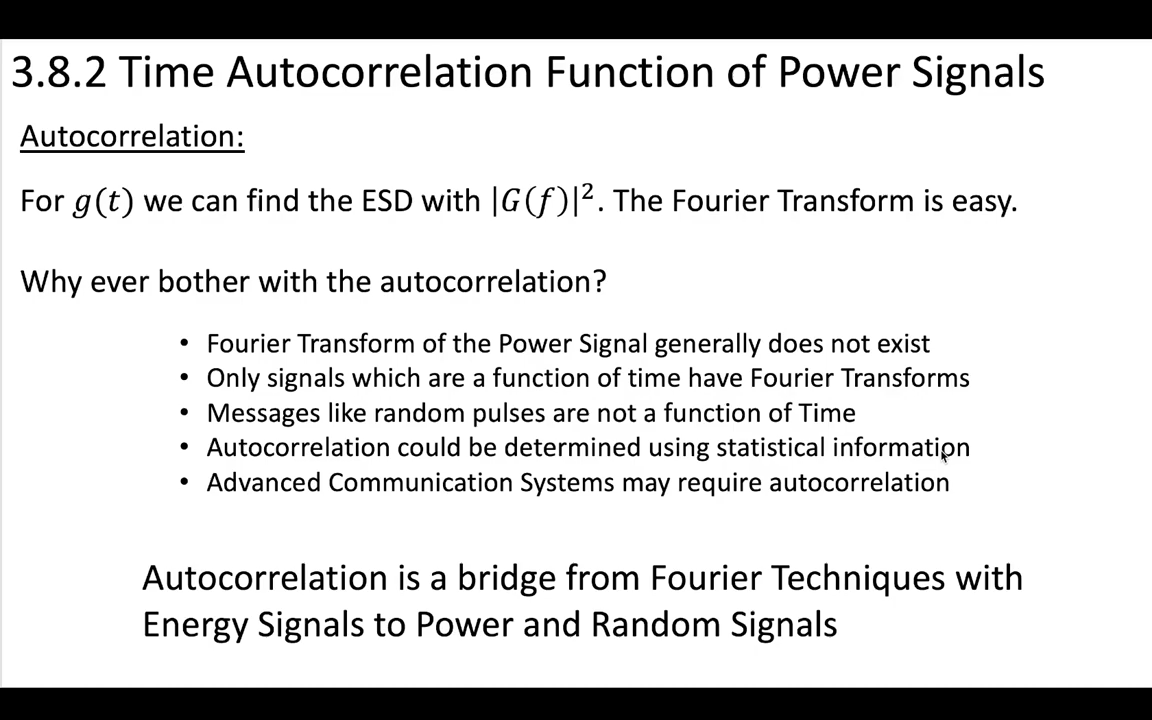 3.8.2 Time Autocorrelation Function of Power Signals
Autocorrelation:
For g(t) we can find the ESD with |G(f)|². The Fourier Transform is easy.
Why ever bother with the autocorrelation?
• Fourier Transform of the Power Signal generally does not exist
• Only signals which are a function of time have Fourier Transforms
• Messages like random pulses are not a function of Time
• Autocorrelation could be determined using statistical information
• Advanced Communication Systems may require autocorrelation
Autocorrelation is a bridge from Fourier Techniques with
Energy Signals to Power and Random Signals